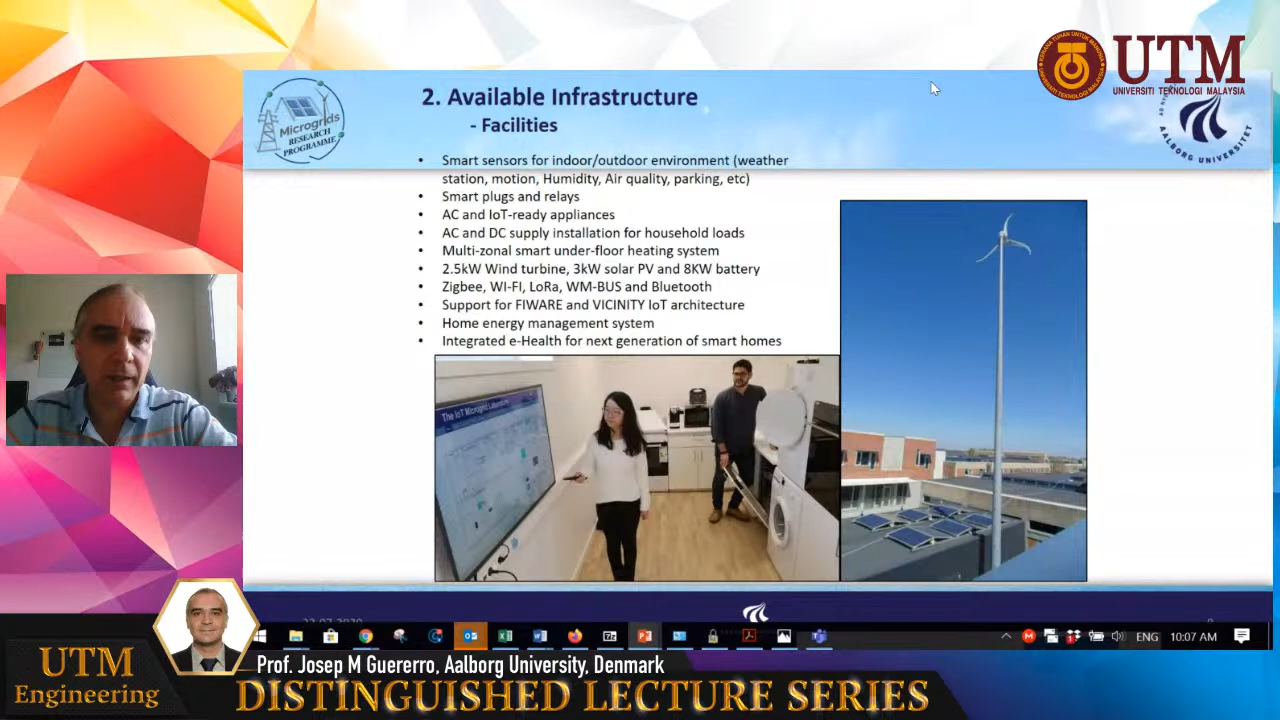 UTM
UNIVERSITI TEKNOLOGI MALAYSIA
Microgrids
RESEARCH
PROGRAMME
2. Available Infrastructure
- Facilities
AALBORG UNIVERSITET
• Smart sensors for indoor/outdoor environment (weather
station, motion, Humidity, Air quality, parking, etc)
• Smart plugs and relays
• AC and IoT-ready appliances
• AC and DC supply installation for household loads
• Multi-zonal smart under-floor heating system
• 2.5kW Wind turbine, 3kW solar PV and 8KW battery
• Zigbee, WI-FI, LoRa, WM-BUS and Bluetooth
• Support for FIWARE and VICINITY IoT architecture
• Home energy management system
• Integrated e-Health for next generation of smart homes
The IoT Microgrid Laboratory
ENG
10:07 AM
Prof. Josep M Guererro, Aalborg University, Denmark
UTM
Engineering
DISTINGUISHED LECTURE SERIES